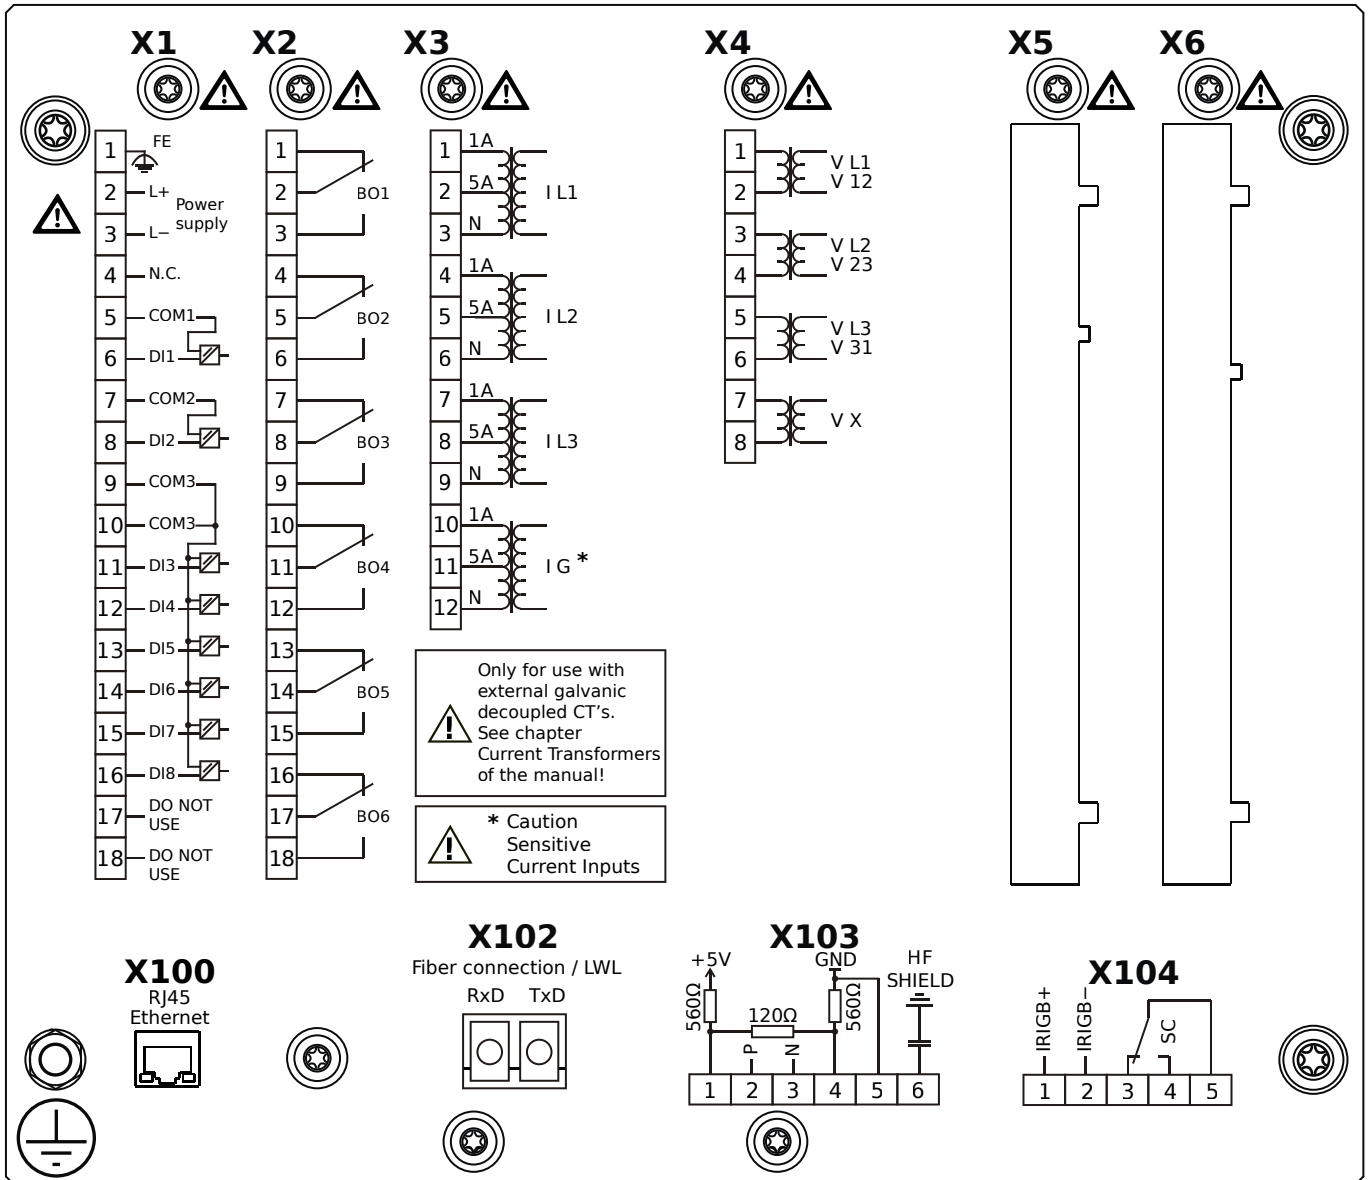 X1
X2
X3
X4
X5
X6
1 FE
2 L+ Power
supply
3 L−
4 N.C.
5 COM1
6 DI1
7 COM2
8 DI2
9 COM3
10 COM3
11 DI3
12 DI4
13 DI5
14 DI6
15 DI7
16 DI8
17 DO NOT
USE
18 DO NOT
USE
1
2 BO1
3
4
5 BO2
6
7
8 BO3
9
10
11 BO4
12
13
14 BO5
15
16
17 BO6
18
1 1A
2 5A I L1
3 N
4 1A
5 5A I L2
6 N
7 1A
8 5A I L3
9 N
10 1A
11 5A I G *
12 N
Only for use with
external galvanic
decoupled CT's.
See chapter
Current Transformers
of the manual!
* Caution
Sensitive
Current Inputs
1 V L1
2 V 12
3 V L2
4 V 23
5 V L3
6 V 31
7 V X
8
X100
RJ45
Ethernet
X102
Fiber connection / LWL
RxD TxD
X103
+5V GND HF
SHIELD
560Ω 120Ω 560Ω
P N
1 2 3 4 5 6
X104
IRIGB+ IRIGB− SC
1 2 3 4 5